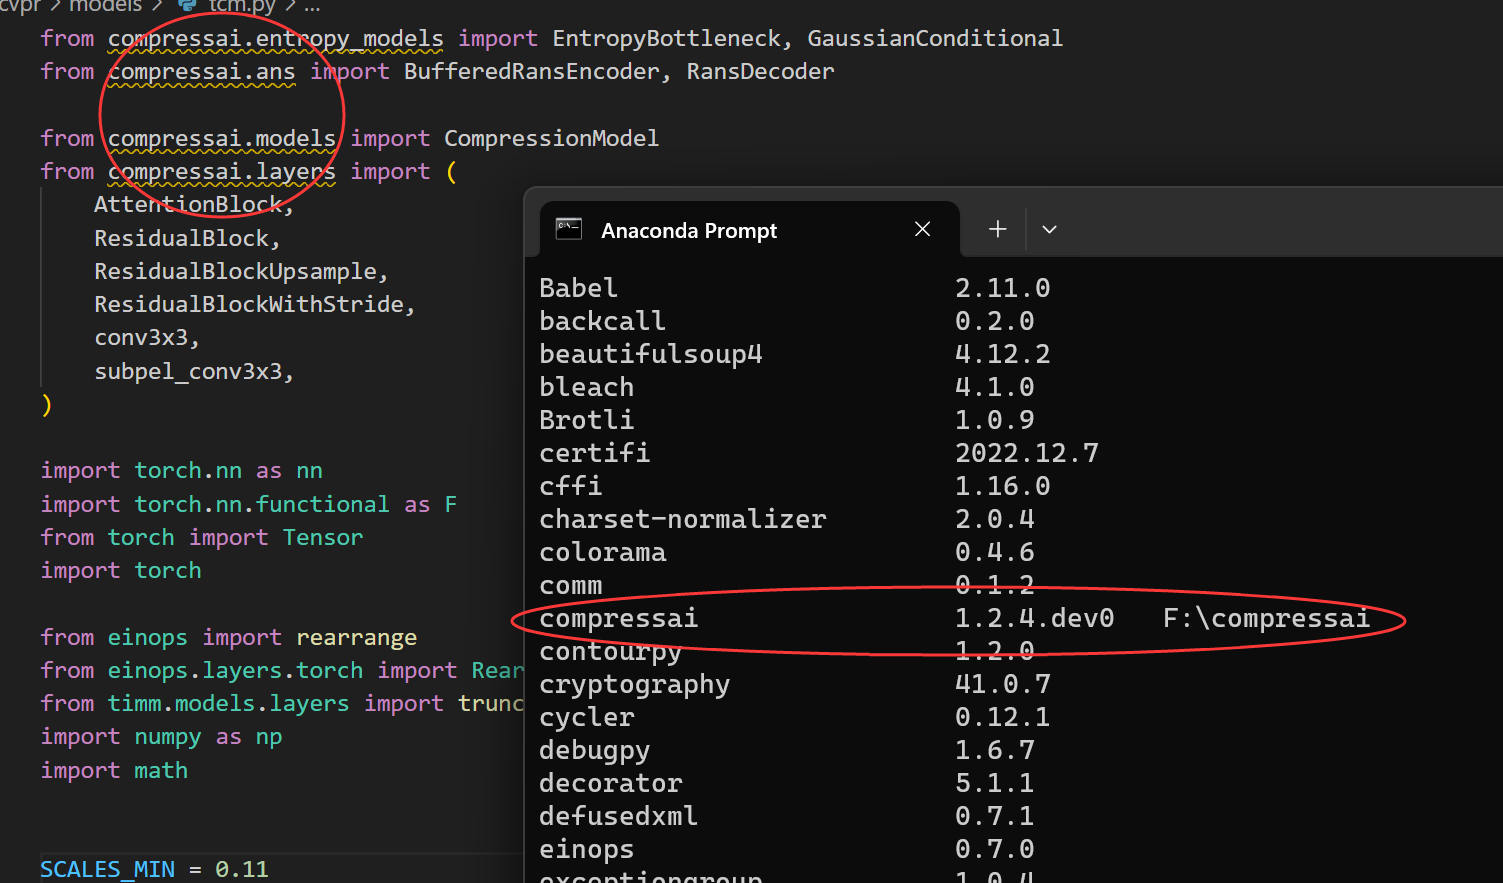 cvpr > models > tcm.py > ...
from compressai.entropy_models import EntropyBottleneck, GaussianConditional
from compressai.ans import BufferedRansEncoder, RansDecoder
from compressai.models import CompressionModel
from compressai.layers import (
AttentionBlock,
ResidualBlock,
ResidualBlockUpsample,
ResidualBlockWithStride,
conv3x3,
subpel_conv3x3,
)
import torch.nn as nn
import torch.nn.functional as F
from torch import Tensor
import torch
from einops import rearrange
from einops.layers.torch import Rear
from timm.models.layers import trunc
import numpy as np
import math
SCALES_MIN = 0.11
Anaconda Prompt
Babel 2.11.0
backcall 0.2.0
beautifulsoup4 4.12.2
bleach 4.1.0
Brotli 1.0.9
certifi 2022.12.7
cffi 1.16.0
charset-normalizer 2.0.4
colorama 0.4.6
comm 0.1.2
compressai 1.2.4.dev0 F:\compressai
contourpy 1.2.0
cryptography 41.0.7
cycler 0.12.1
debugpy 1.6.7
decorator 5.1.1
defusedxml 0.7.1
einops 0.7.0
exceptiongroup 1.0.4